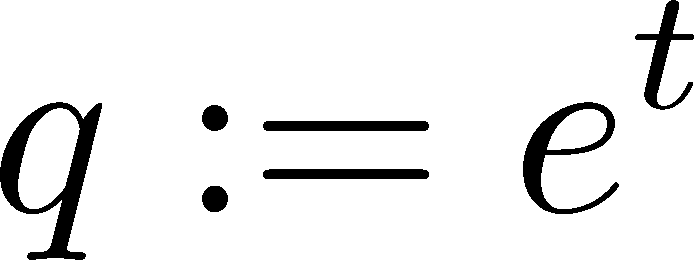 q := e^t